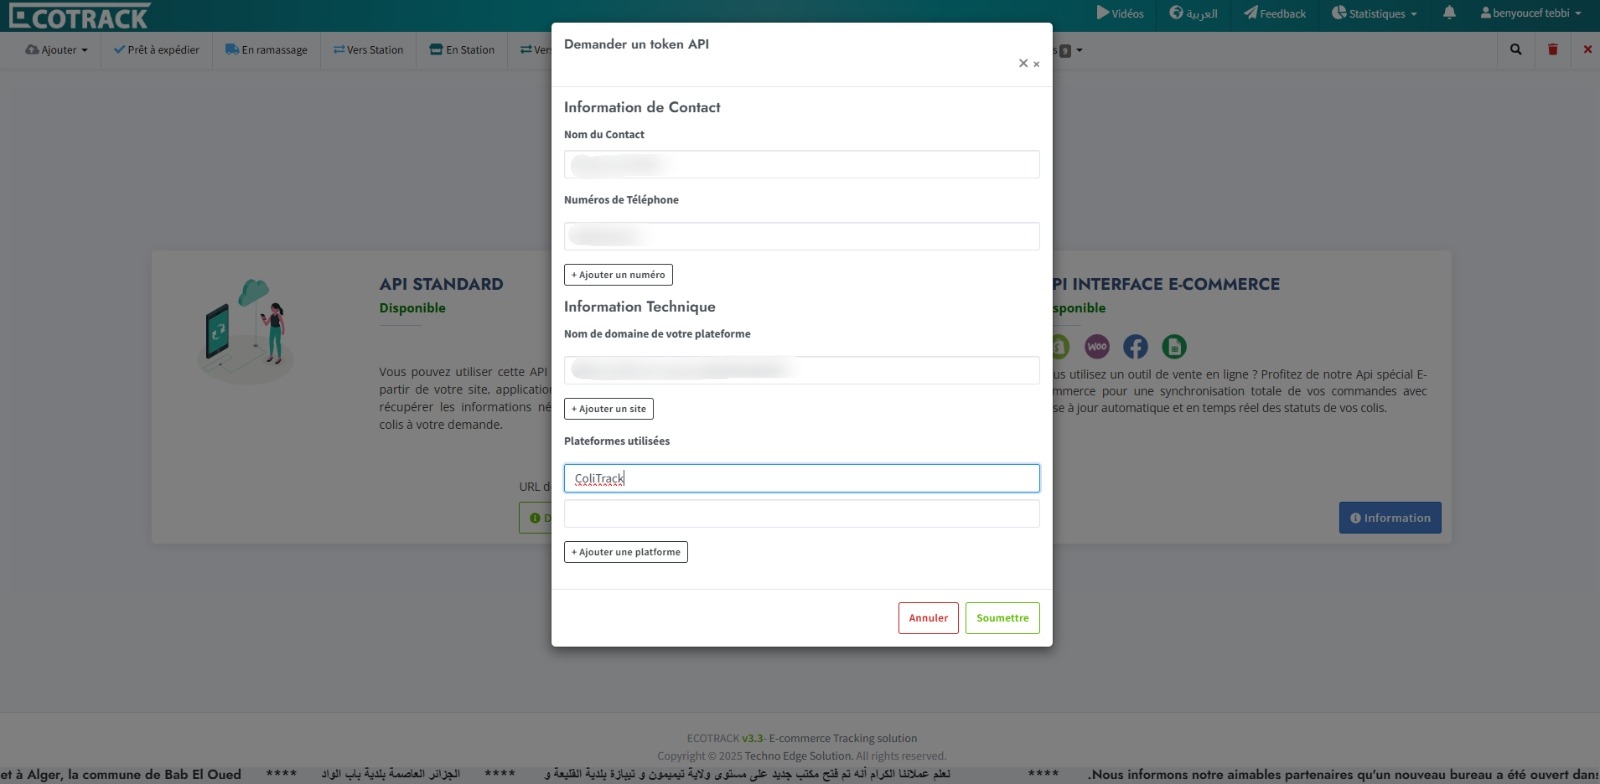 ECOTRACK
Vidéos
العربية
Feedback
Statistiques
benyoucef tebbi
Ajouter
Prêt à expédier
En ramassage
Vers Station
En Station
Ver
s 9
Demander un token API
× ×
Information de Contact
Nom du Contact
Numéros de Téléphone
+ Ajouter un numéro
Information Technique
Nom de domaine de votre plateforme
+ Ajouter un site
Plateformes utilisées
ColiTrack
+ Ajouter une platforme
Annuler
Soumettre
API STANDARD
Disponible
Vous pouvez utiliser cette API
partir de votre site, applicatio
récupérer les informations né
colis à votre demande.
URL d
D
PI INTERFACE E-COMMERCE
sponible
WOO
us utilisez un outil de vente en ligne ? Profitez de notre Api spécial E-
mmerce pour une synchronisation totale de vos commandes avec
se à jour automatique et en temps réel des statuts de vos colis.
Information
ECOTRACK v3.3- E-commerce Tracking solution
Copyright © 2025 Techno Edge Solution. All rights reserved.
et à Alger, la commune de Bab El Oued **** الجزائر العاصمة بلدية باب الواد **** نعلم عملائنا الكرام أنه تم فتح مكتب جديد على مستوى ولاية تيميمون و تيبازة بلدية القليعة و **** .Nous informons notre aimables partenaires qu'un nouveau bureau a été ouvert dans